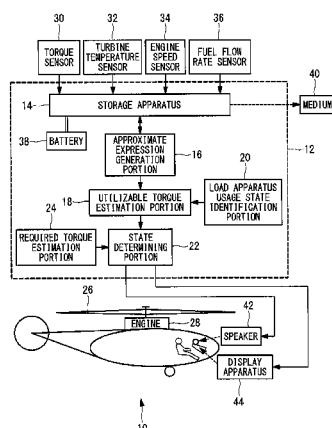 30
32
34
36
TORQUE
SENSOR
TURBINE
TEMPERATURE
SENSOR
ENGINE
SPEED
SENSOR
FUEL FLOW
RATE SENSOR
40
14
STORAGE APPARATUS
MEDIUM
38
BATTERY
12
APPROXIMATE
EXPRESSION
GENERATION
PORTION
16
20
18
UTILIZABLE TORQUE
ESTIMATION PORTION
LOAD APPARATUS
USAGE STATE
IDENTIFICATION
PORTION
24
REQUIRED TORQUE
ESTIMATION
PORTION
STATE
DETERMINING
PORTION
22
26
42
ENGINE
28
SPEAKER
DISPLAY
APPARATUS
44
10